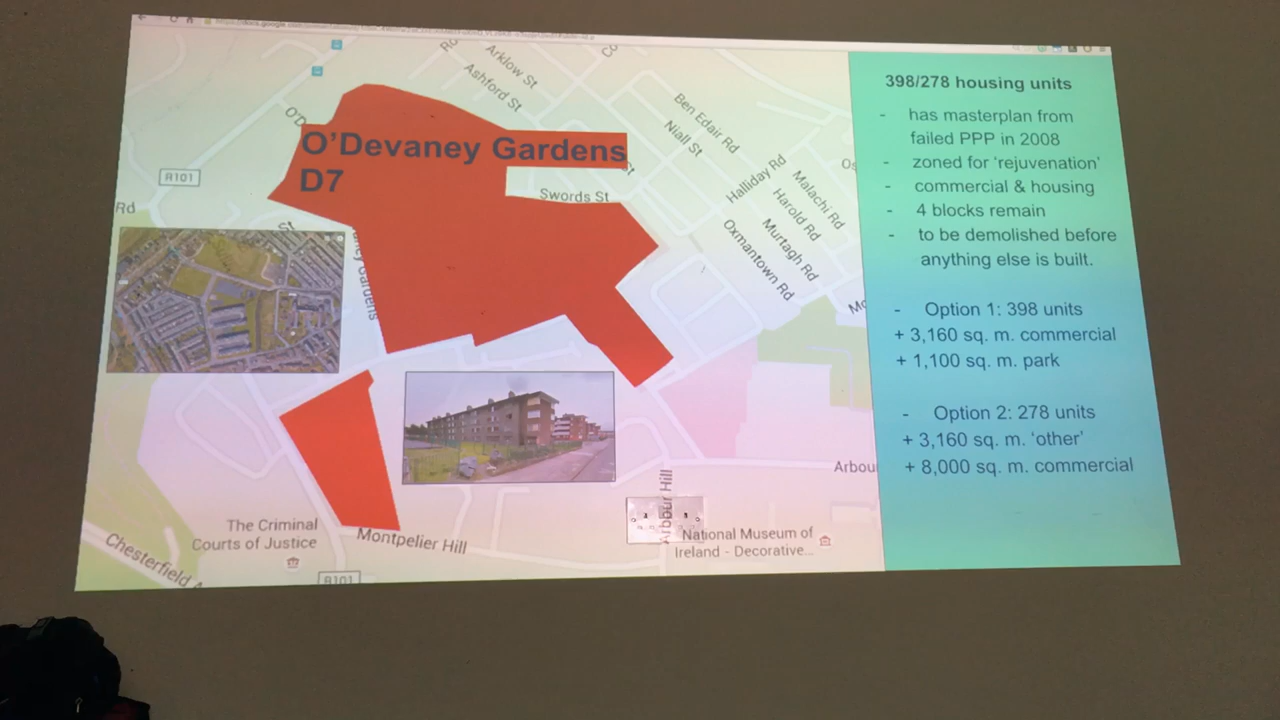 O'Devaney Gardens
D7
Arklow St
Ashford St
Ben Edair Rd
Niall St
Halliday Rd
Malachi Rd
Harold Rd
Murtagh Rd
Oxmantown Rd
Swords St
R101
Rd
St
Gardens
The Criminal
Courts of Justice
Montpelier Hill
Chesterfield
R101
Arbour Hill
National Museum of
Ireland - Decorative...
398/278 housing units
- has masterplan from
failed PPP in 2008
- zoned for 'rejuvenation'
- commercial & housing
- 4 blocks remain
- to be demolished before
anything else is built.
- Option 1: 398 units
+ 3,160 sq. m. commercial
+ 1,100 sq. m. park
- Option 2: 278 units
+ 3,160 sq. m. 'other'
+ 8,000 sq. m. commercial